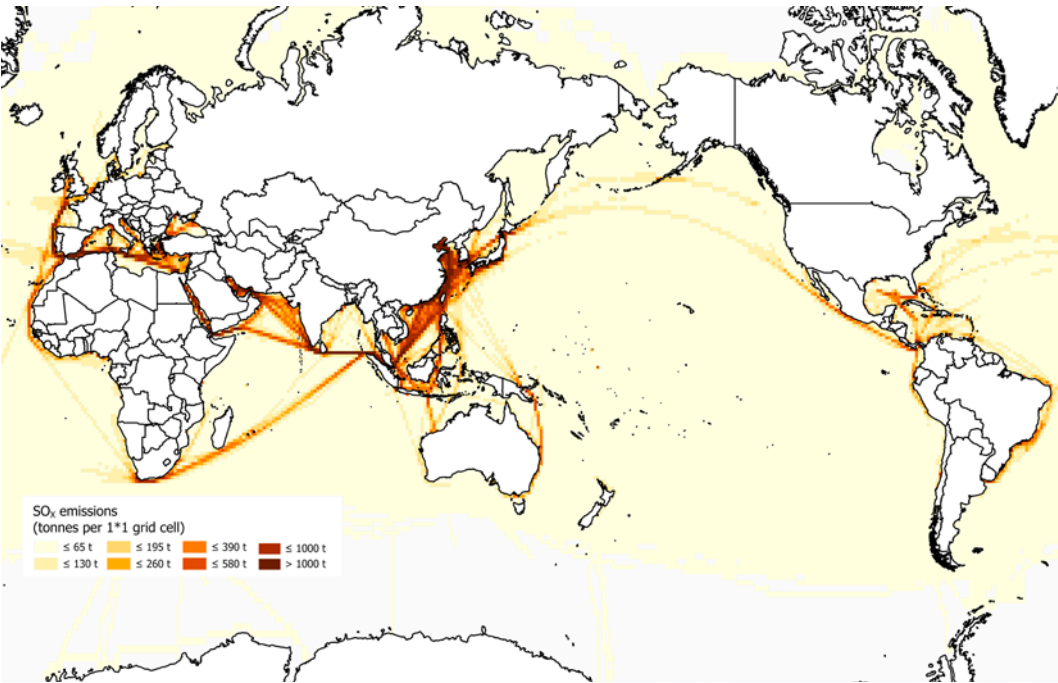 SOX emissions
(tonnes per 1*1 grid cell)
≤ 65 t ≤ 195 t ≤ 390 t ≤ 1000 t
≤ 130 t ≤ 260 t ≤ 580 t > 1000 t